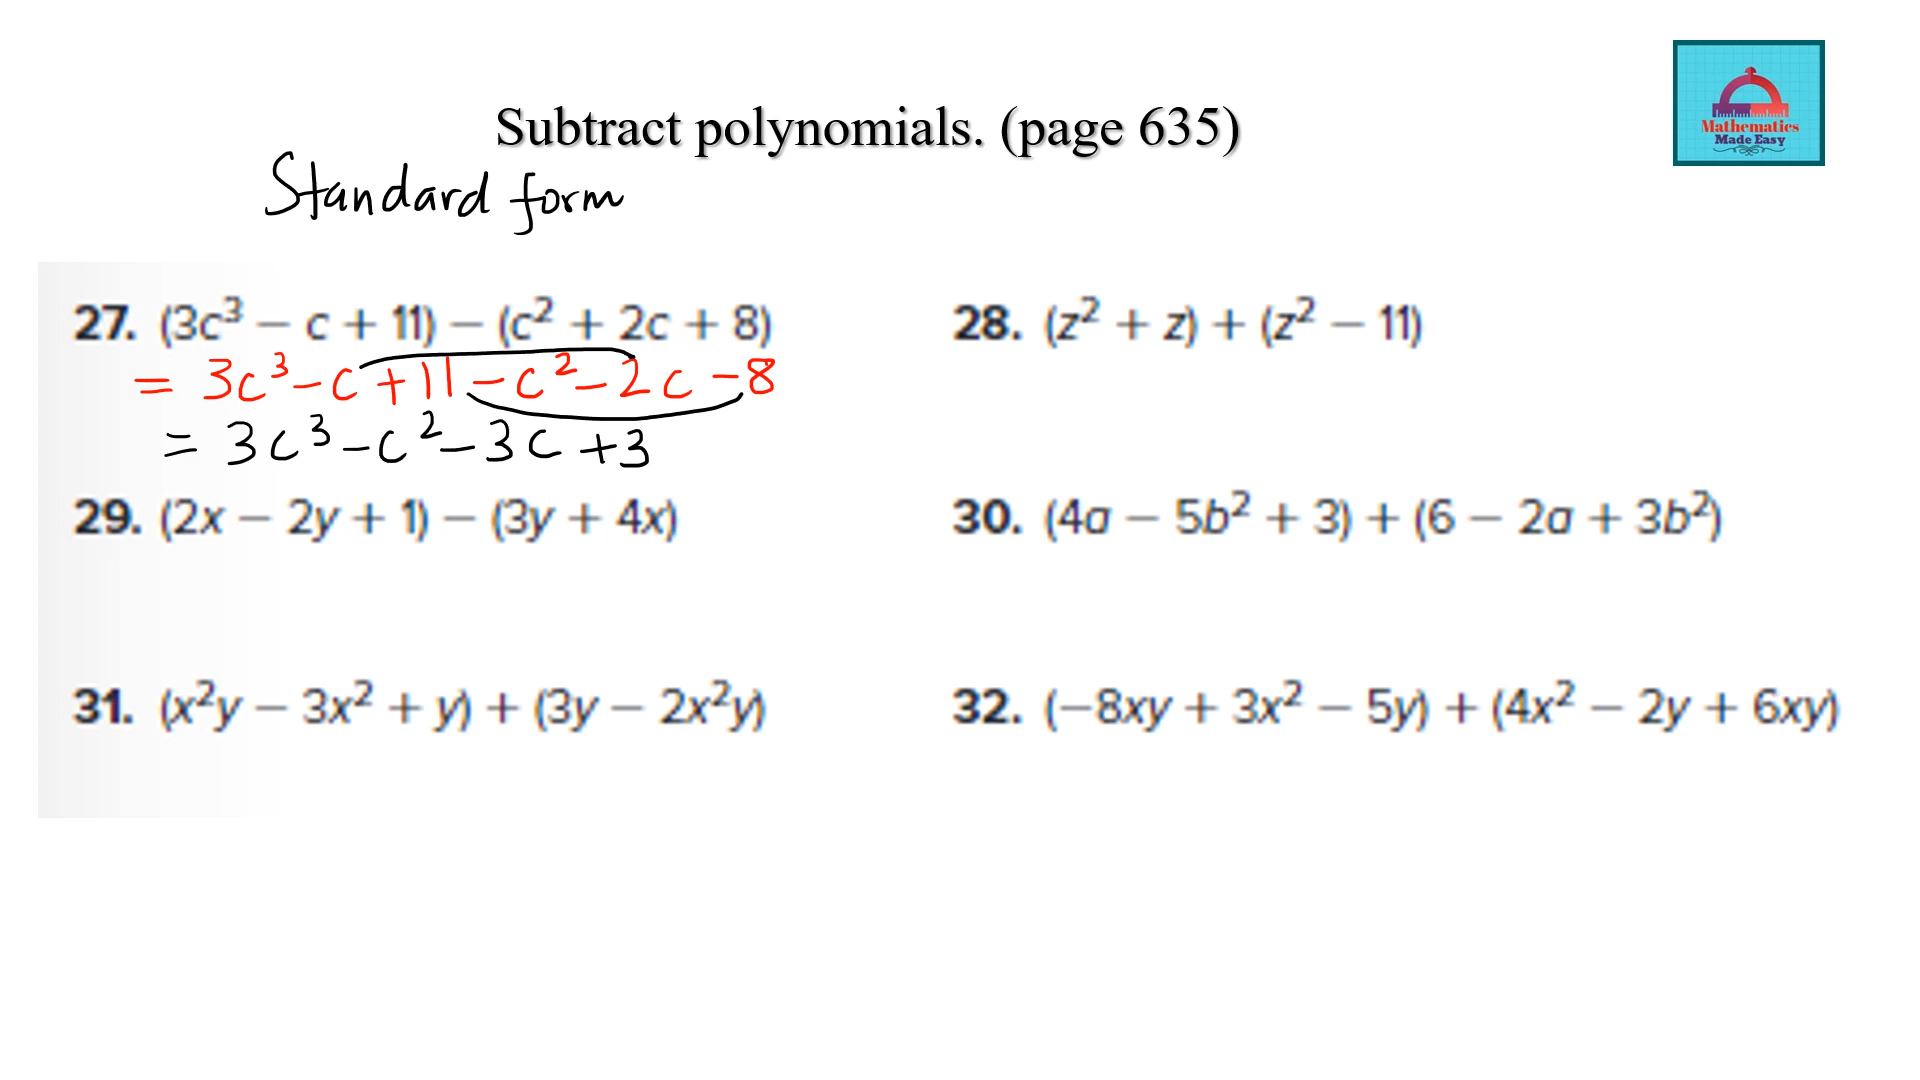 Subtract polynomials. (page 635)
Mathematics
Made Easy
Standard form
27. (3c³ – c + 11) – (c² + 2c + 8)
= 3c³ – c + 11 – c² – 2c – 8
= 3c³ – c² – 3c + 3
28. (z² + z) + (z² – 11)
29. (2x – 2y + 1) – (3y + 4x)
30. (4a – 5b² + 3) + (6 – 2a + 3b²)
31. (x²y – 3x² + y) + (3y – 2x²y)
32. (–8xy + 3x² – 5y) + (4x² – 2y + 6xy)